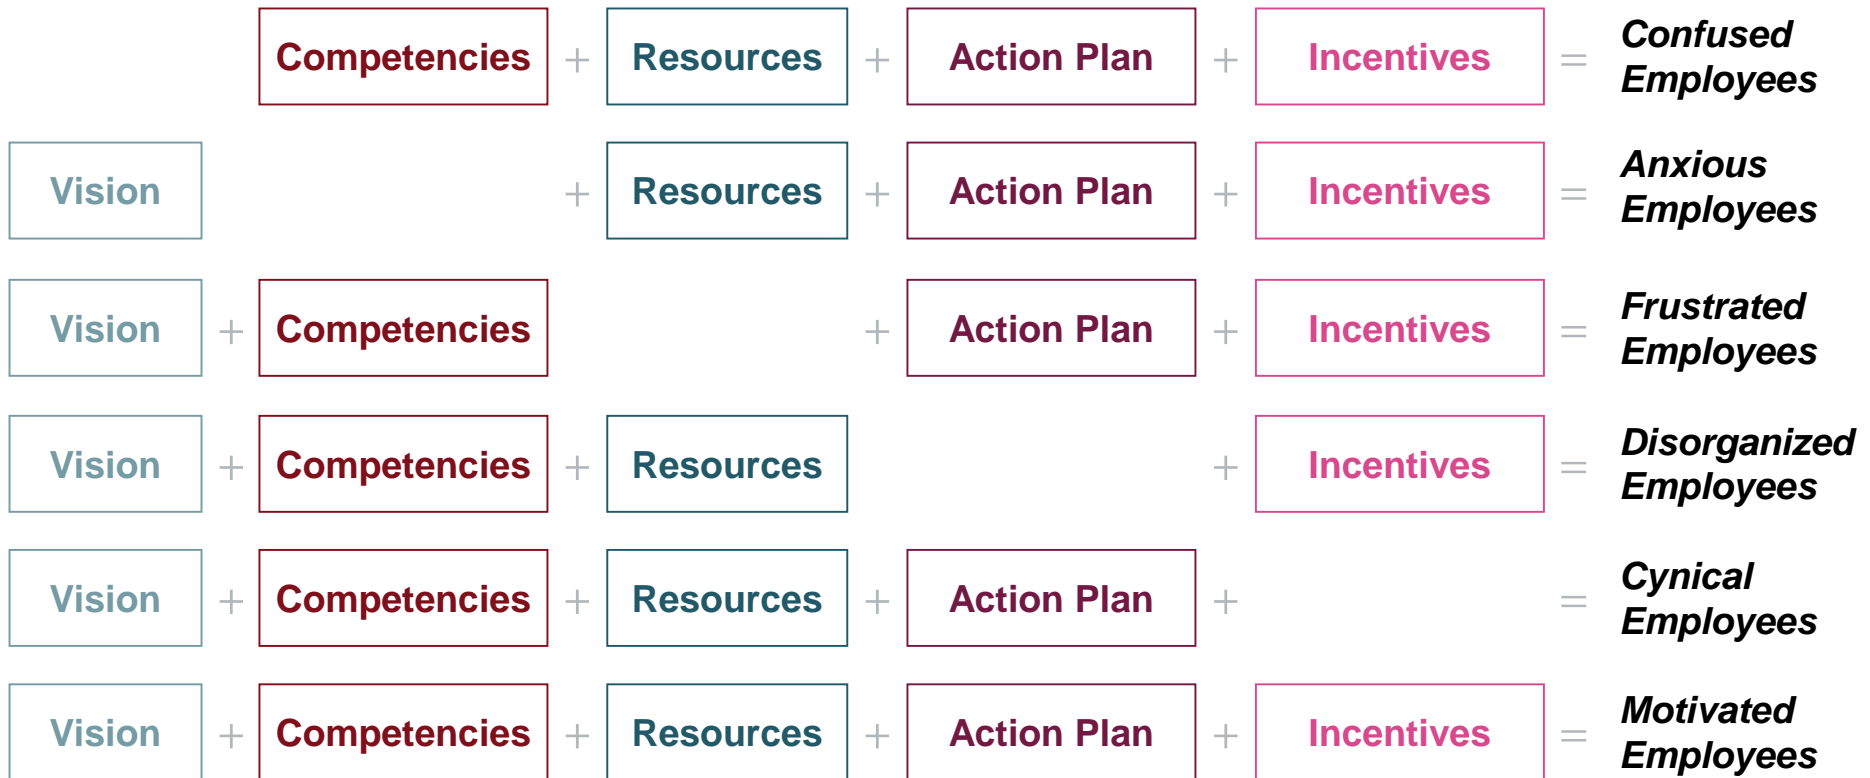 Competencies + Resources + Action Plan + Incentives = Confused
Employees
Vision + Resources + Action Plan + Incentives = Anxious
Employees
Vision + Competencies + Action Plan + Incentives = Frustrated
Employees
Vision + Competencies + Resources + Incentives = Disorganized
Employees
Vision + Competencies + Resources + Action Plan + = Cynical
Employees
Vision + Competencies + Resources + Action Plan + Incentives = Motivated
Employees